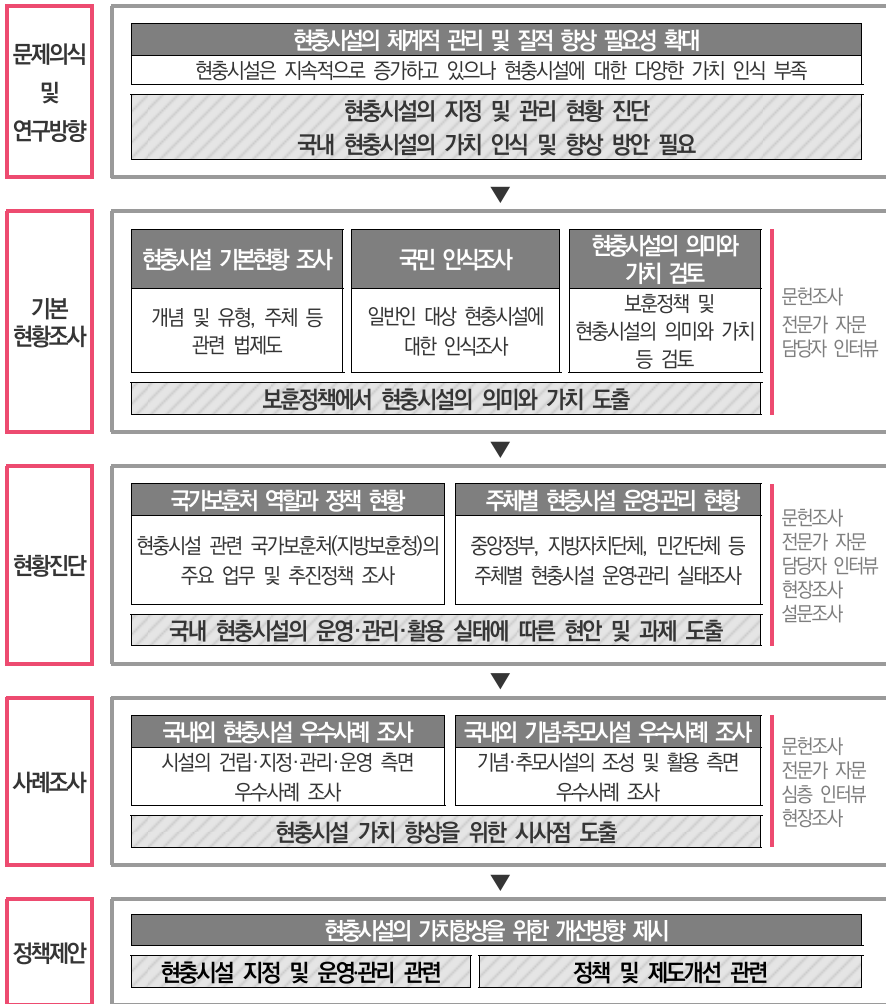 문제의식
및
연구방향
현충시설의 체계적 관리 및 질적 향상 필요성 확대
현충시설은 지속적으로 증가하고 있으나 현충시설에 대한 다양한 가치 인식 부족
현충시설의 지정 및 관리 현황 진단
국내 현충시설의 가치 인식 및 향상 방안 필요
▼
기본
현황조사
현충시설 기본현황 조사
개념 및 유형, 주체 등
관련 법제도
국민 인식조사
일반인 대상 현충시설에
대한 인식조사
현충시설의 의미와
가치 검토
보훈정책 및
현충시설의 의미와 가치
등 검토
보훈정책에서 현충시설의 의미와 가치 도출
문헌조사
전문가 자문
담당자 인터뷰
▼
현황진단
국가보훈처 역할과 정책 현황
현충시설 관련 국가보훈처(지방보훈청)의
주요 업무 및 추진정책 조사
주체별 현충시설 운영·관리 현황
중앙정부, 지방자치단체, 민간단체 등
주체별 현충시설 운영·관리 실태조사
국내 현충시설의 운영·관리·활용 실태에 따른 현안 및 과제 도출
문헌조사
전문가 자문
담당자 인터뷰
현장조사
설문조사
▼
사례조사
국내외 현충시설 우수사례 조사
시설의 건립·지정·관리·운영 측면
우수사례 조사
국내외 기념·추모시설 우수사례 조사
기념·추모시설의 조성 및 활용 측면
우수사례 조사
현충시설 가치 향상을 위한 시사점 도출
문헌조사
전문가 자문
심층 인터뷰
현장조사
▼
정책제안
현충시설의 가치향상을 위한 개선방향 제시
현충시설 지정 및 운영·관리 관련
정책 및 제도개선 관련